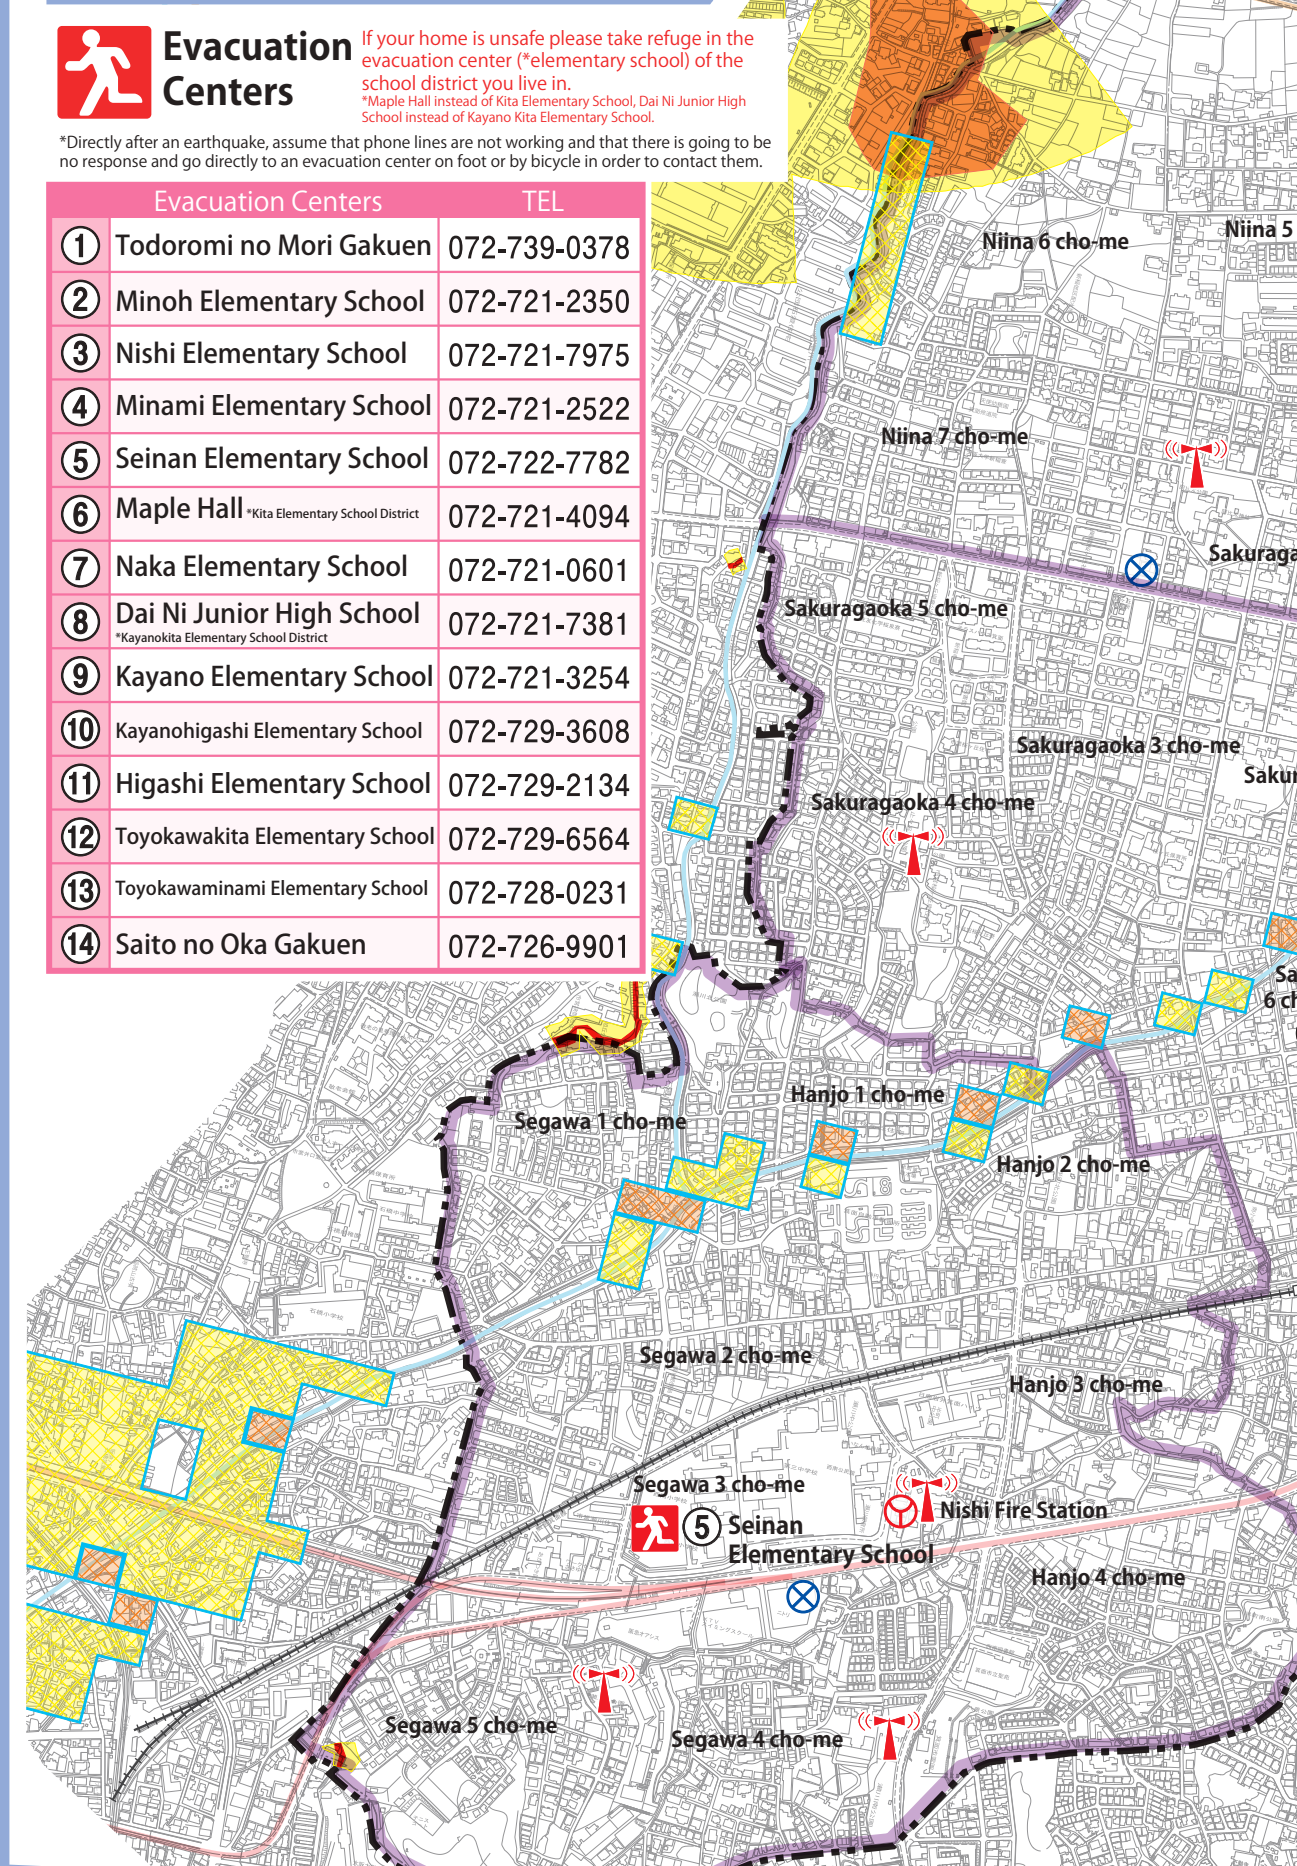 Evacuation
Centers
If your home is unsafe please take refuge in the
evacuation center (*elementary school) of the
school district you live in.
*Maple Hall instead of Kita Elementary School, Dai Ni Junior High
School instead of Kayano Kita Elementary School.
*Directly after an earthquake, assume that phone lines are not working and that there is going to be
no response and go directly to an evacuation center on foot or by bicycle in order to contact them.
Evacuation Centers TEL
1 Todoromi no Mori Gakuen 072-739-0378
2 Minoh Elementary School 072-721-2350
3 Nishi Elementary School 072-721-7975
4 Minami Elementary School 072-721-2522
5 Seinan Elementary School 072-722-7782
6 Maple Hall *Kita Elementary School District 072-721-4094
7 Naka Elementary School 072-721-0601
8 Dai Ni Junior High School 072-721-7381
*Kayanokita Elementary School District
9 Kayano Elementary School 072-721-3254
10 Kayanohigashi Elementary School 072-729-3608
11 Higashi Elementary School 072-729-2134
12 Toyokawakita Elementary School 072-729-6564
13 Toyokawaminami Elementary School 072-728-0231
14 Saito no Oka Gakuen 072-726-9901
Niina 5
Niina 6 cho-me
Niina 7 cho-me
Sakuraga
Sakuragaoka 5 cho-me
Sakuragaoka 3 cho-me
Sakur
Sakuragaoka 4 cho-me
Sa
6 ch
Hanjo 1 cho-me
Segawa 1 cho-me
Hanjo 2 cho-me
石橋小学校
Segawa 2 cho-me
Hanjo 3 cho-me
Segawa 3 cho-me
5 Seinan
Elementary School
Nishi Fire Station
Hanjo 4 cho-me
Segawa 5 cho-me
Segawa 4 cho-me